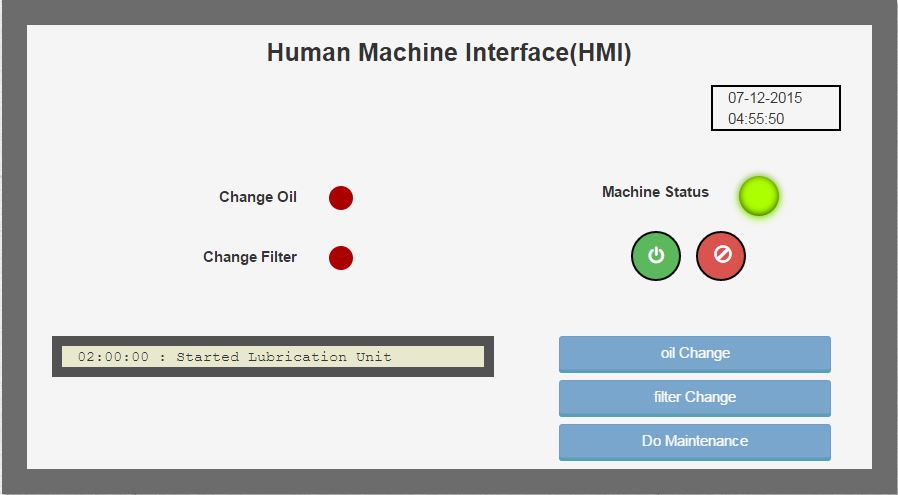 Human Machine Interface(HMI)
07-12-2015
04:55:50
Change Oil
Machine Status
Change Filter
02:00:00 : Started Lubrication Unit
oil Change
filter Change
Do Maintenance